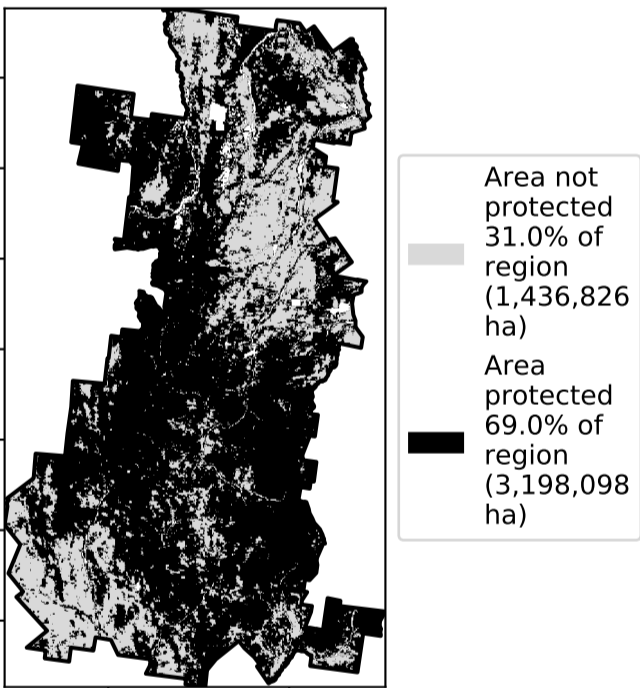 Area not
protected
31.0% of
region
(1,436,826
ha)
Area
protected
69.0% of
region
(3,198,098
ha)